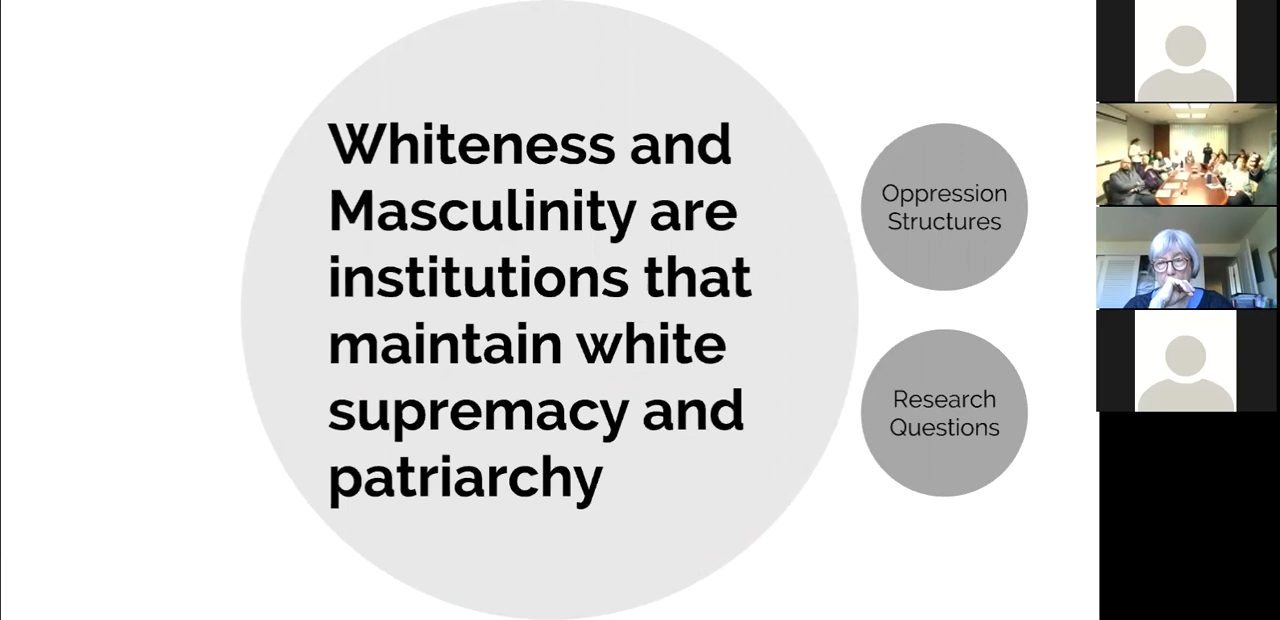 Whiteness and
Masculinity are
institutions that
maintain white
supremacy and
patriarchy
Oppression
Structures
Research
Questions